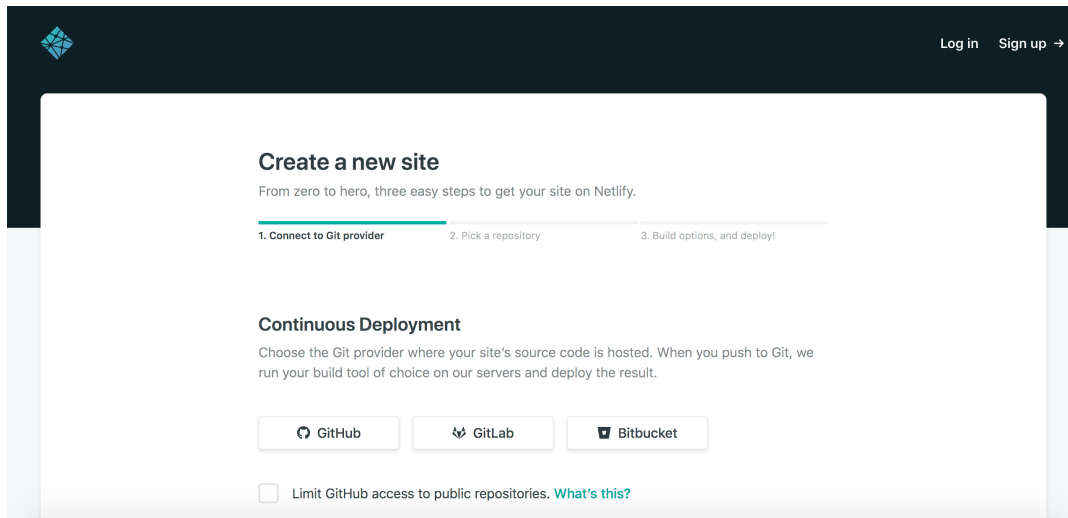 Log in Sign up →
Create a new site
From zero to hero, three easy steps to get your site on Netlify.
1. Connect to Git provider 2. Pick a repository 3. Build options, and deploy!
Continuous Deployment
Choose the Git provider where your site's source code is hosted. When you push to Git, we
run your build tool of choice on our servers and deploy the result.
GitHub GitLab Bitbucket
Limit GitHub access to public repositories. What's this?